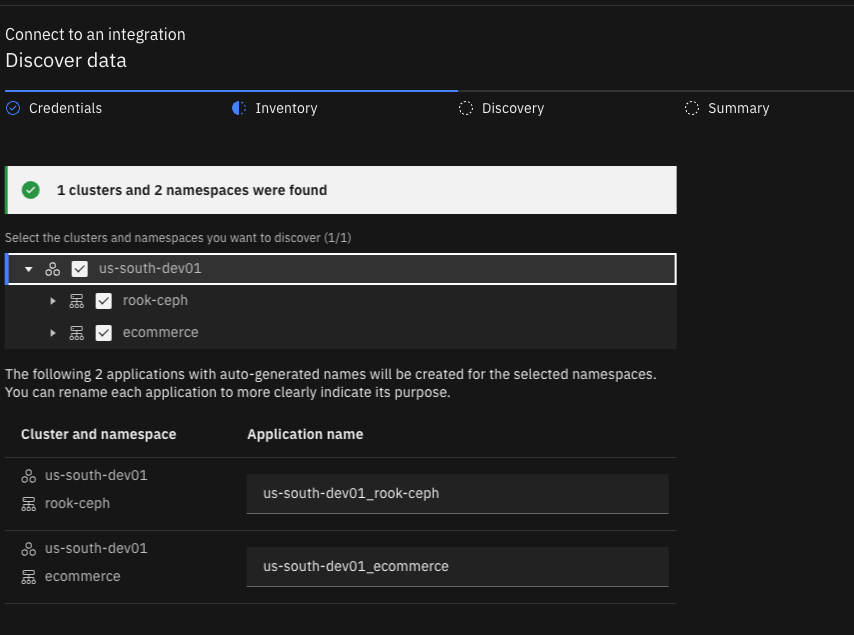 Connect to an integration
Discover data
Credentials
Inventory
Discovery
Summary
1 clusters and 2 namespaces were found
Select the clusters and namespaces you want to discover (1/1)
us-south-dev01
rook-ceph
ecommerce
The following 2 applications with auto-generated names will be created for the selected namespaces.
You can rename each application to more clearly indicate its purpose.
Cluster and namespace
Application name
us-south-dev01
rook-ceph
us-south-dev01_rook-ceph
us-south-dev01
ecommerce
us-south-dev01_ecommerce